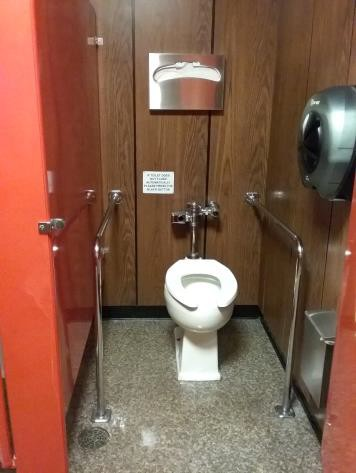 IF TOILET DOES
NOT FLUSH
AUTOMATICALLY
PLEASE PRESS THE
BLACK BUTTON